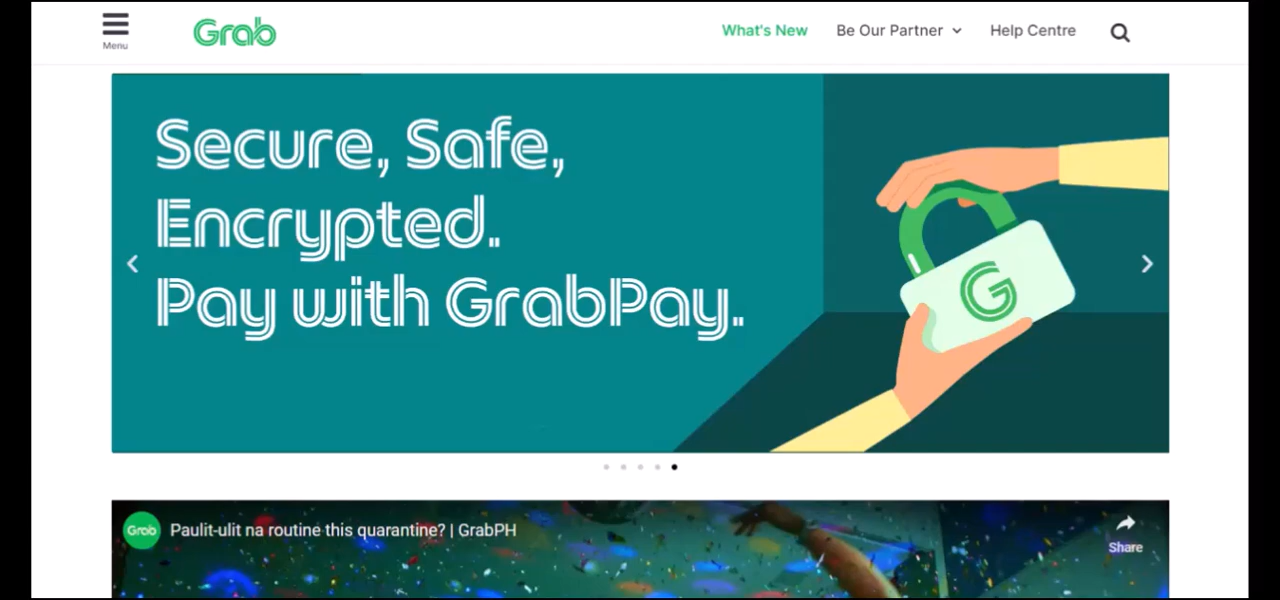 Menu
Grab
What's New
Be Our Partner
Help Centre
Secure, Safe,
Encrypted.
Pay with GrabPay.
G
Grab
Paulit-ulit na routine this quarantine? | GrabPH
Share